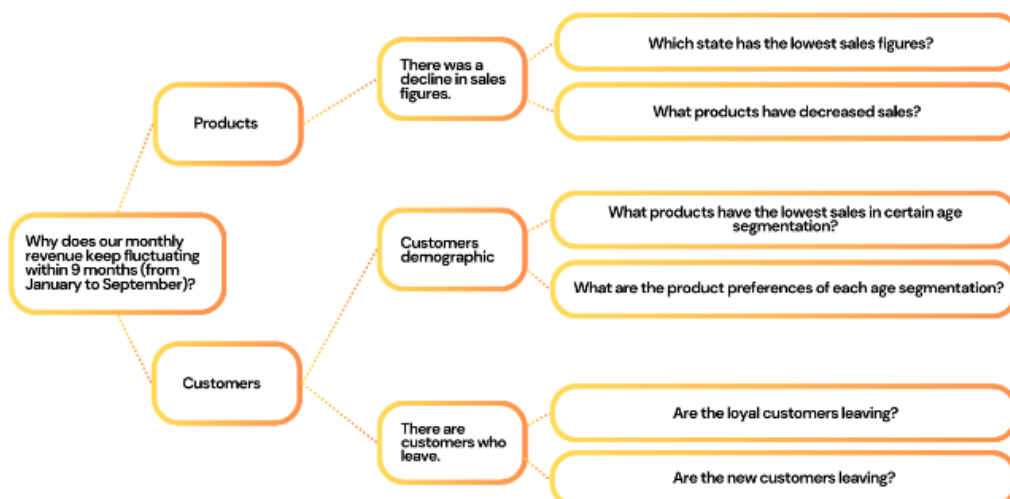 Which state has the lowest sales figures?
There was a
decline in sales
figures.
What products have decreased sales?
Products
What products have the lowest sales in certain age
segmentation?
Why does our monthly
revenue keep fluctuating
within 9 months (from
January to September)?
Customers
demographic
What are the product preferences of each age segmentation?
Customers
Are the loyal customers leaving?
There are
customers who
leave.
Are the new customers leaving?